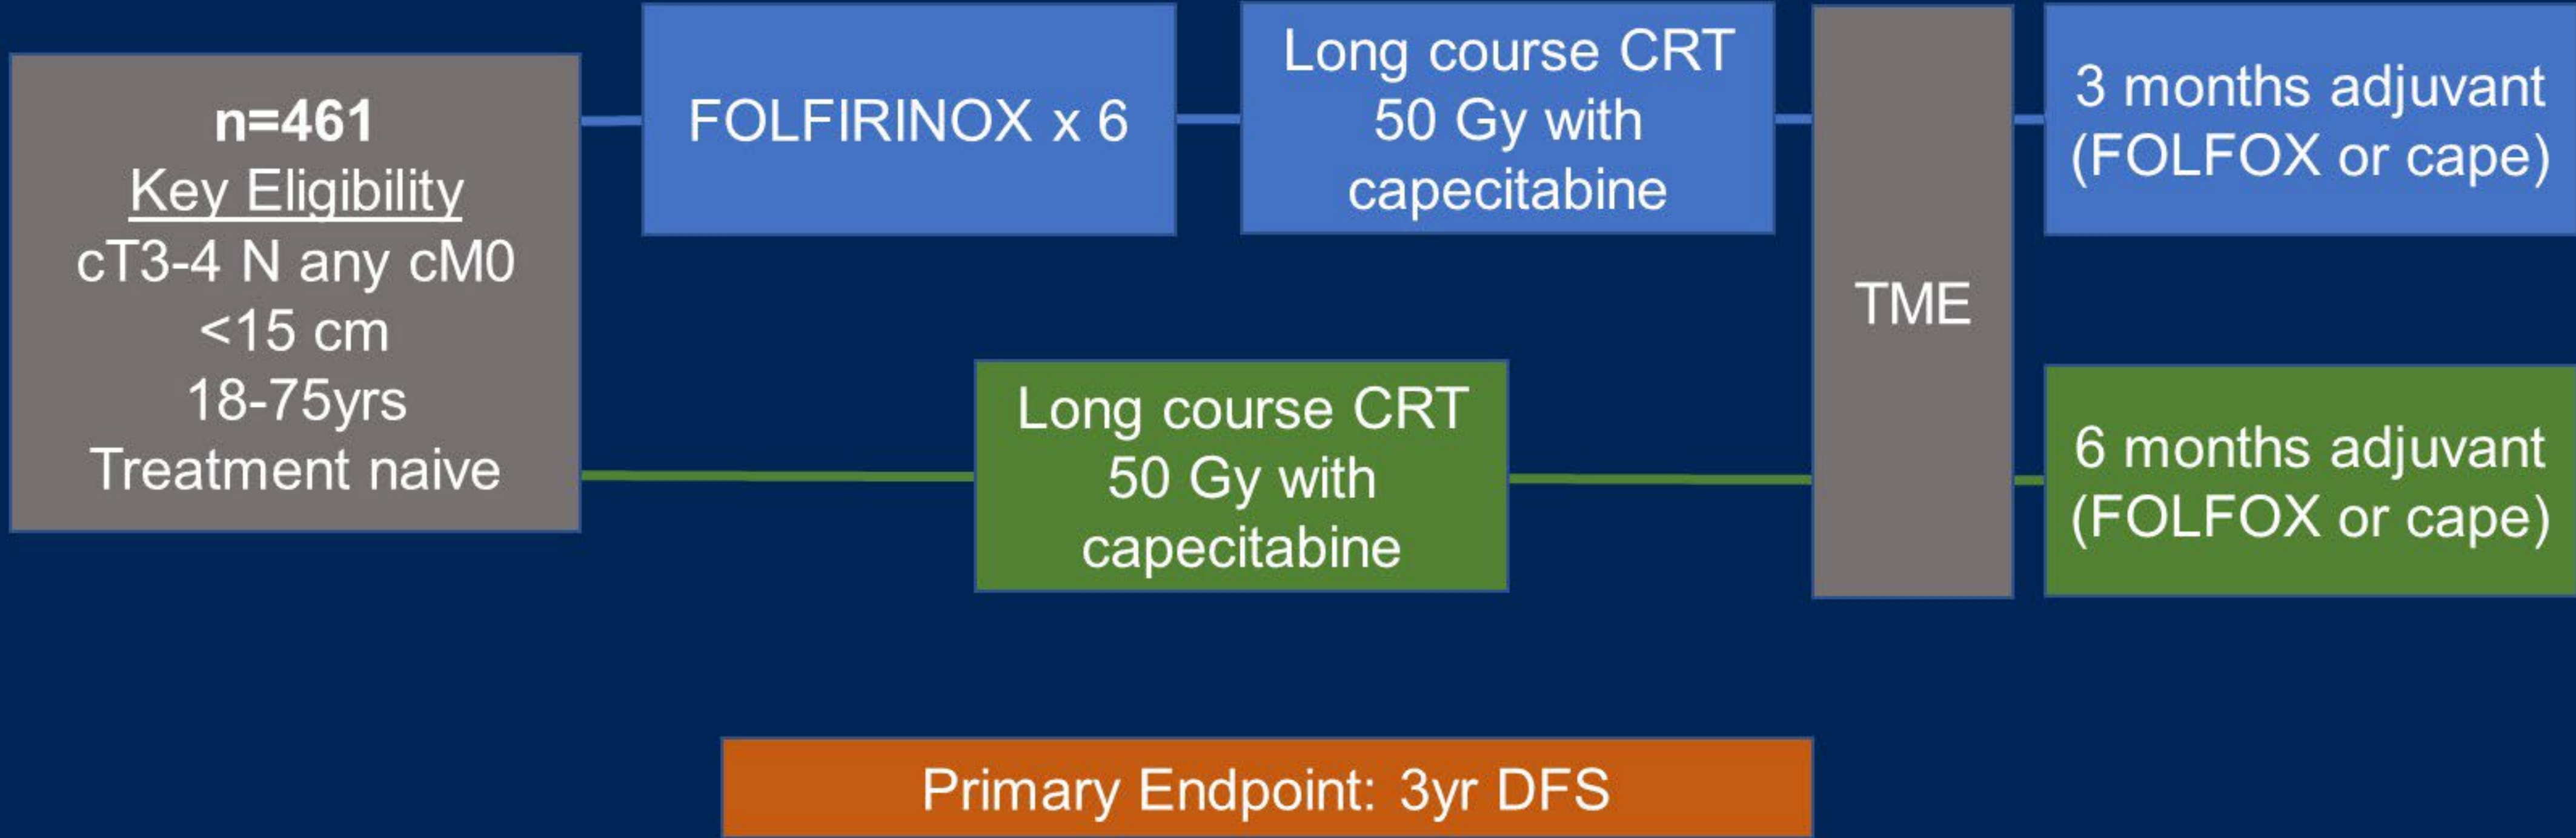 n=461
Key Eligibility
cT3-4 N any cM0
<15 cm
18-75yrs
Treatment naive
FOLFIRINOX x 6
Long course CRT
50 Gy with
capecitabine
TME
3 months adjuvant
(FOLFOX or cape)
Long course CRT
50 Gy with
capecitabine
6 months adjuvant
(FOLFOX or cape)
Primary Endpoint: 3yr DFS